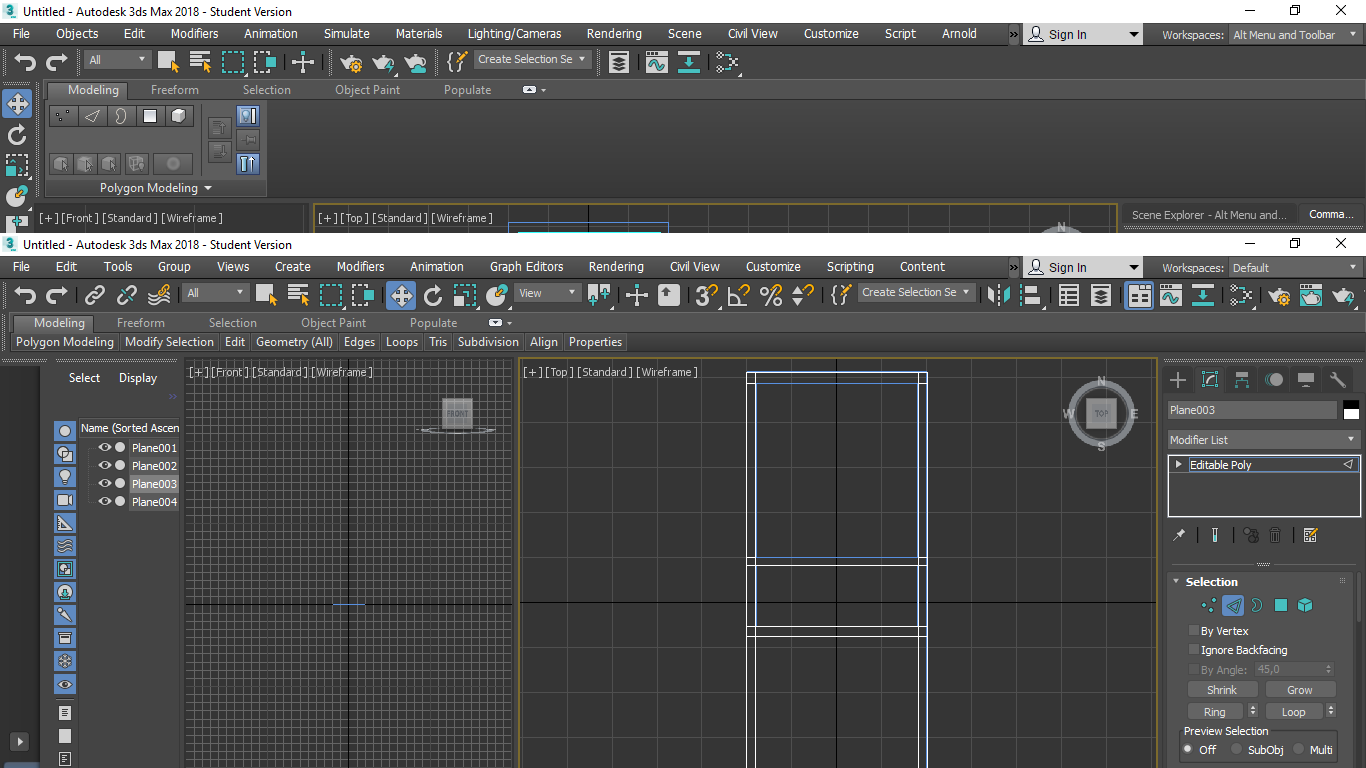 Untitled - Autodesk 3ds Max 2018 - Student Version
File Objects Edit Modifiers Animation Simulate Materials Lighting/Cameras Rendering Scene Civil View Customize Script Arnold » Sign In Workspaces: Alt Menu and Toolbar
All Create Selection Se
Modeling Freeform Selection Object Paint Populate
Polygon Modeling
[+] [Front] [Standard] [Wireframe] [+] [Top] [Standard] [Wireframe] N Scene Explorer - Alt Menu and... Comma...
Untitled - Autodesk 3ds Max 2018 - Student Version
File Edit Tools Group Views Create Modifiers Animation Graph Editors Rendering Civil View Customize Scripting Content » Sign In Workspaces: Default
All View 3 Create Selection Se
Modeling Freeform Selection Object Paint Populate
Polygon Modeling Modify Selection Edit Geometry (All) Edges Loops Tris Subdivision Align Properties
Select Display [+] [Front] [Standard] [Wireframe] [+] [Top] [Standard] [Wireframe]
»
FRONT N W TOP E S
Plane003
Name (Sorted Ascen
Modifier List
Plane001
Plane002
Editable Poly
Plane003
Plane004
Selection
By Vertex
Ignore Backfacing
By Angle: 45,0
Shrink Grow
Ring Loop
Preview Selection
Off SubObj Multi